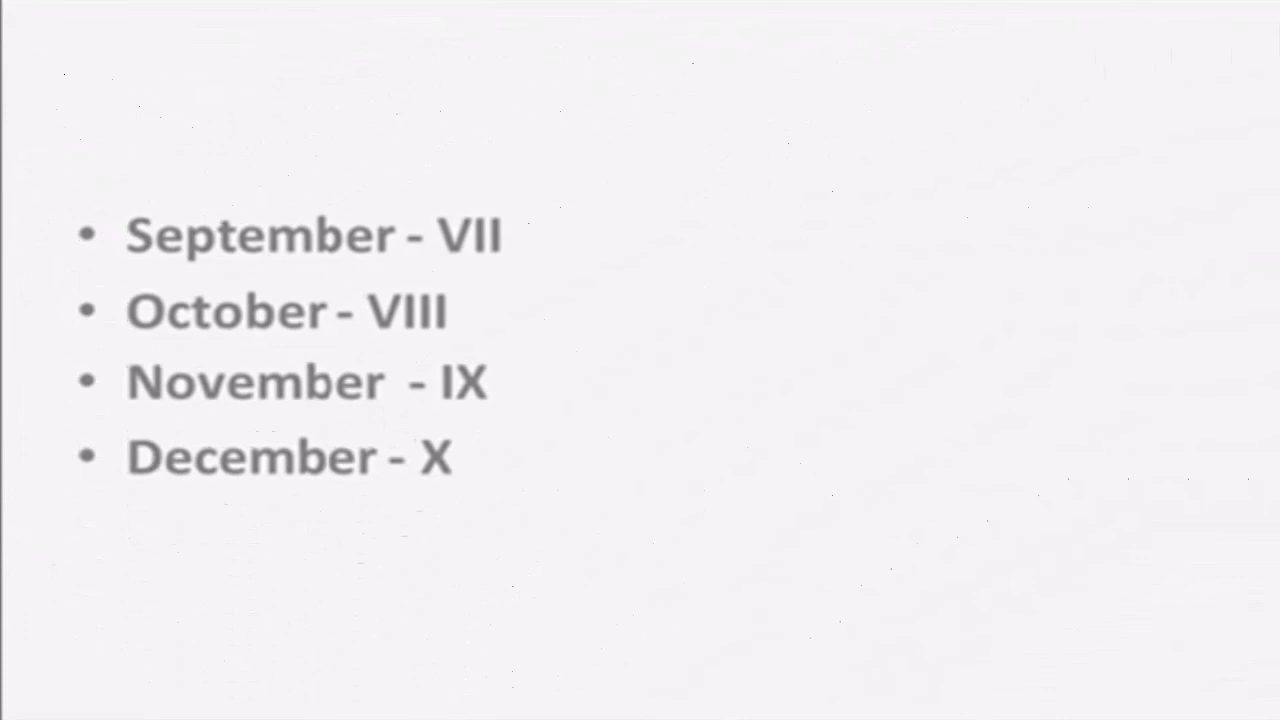 • September - VII
• October - VIII
• November - IX
• December - X